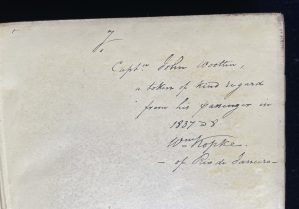 To
Captn John Wootten,
a token of kind regard
from his passenger in
1837 & 8
Wm Kopke.
— of Rio de Janeiro —